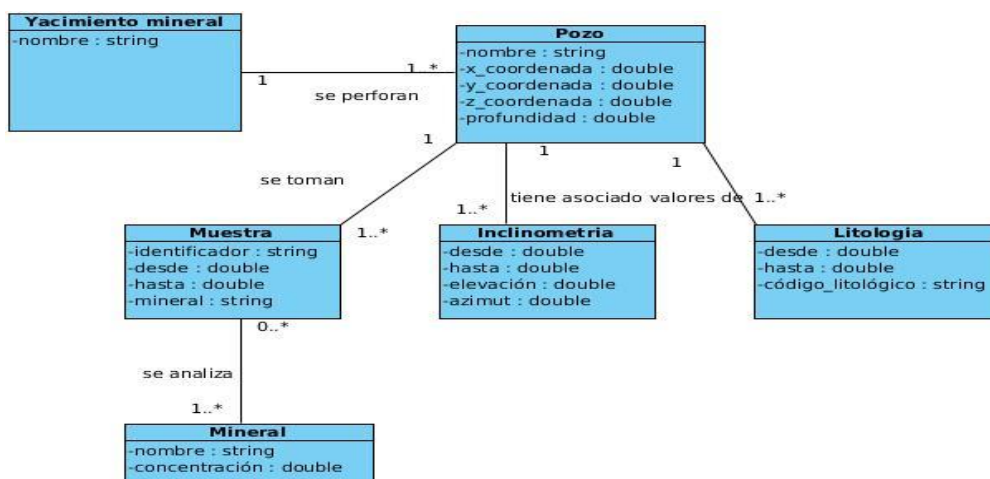 Yacimiento mineral
-nombre : string
Pozo
-nombre : string
-x_coordenada : double
-y_coordenada : double
-z_coordenada : double
-profundidad : double
1
1..*
se perforan
1
1
1
se toman
tiene asociado valores de
1..*
1..*
1..*
Muestra
-identificador : string
-desde : double
-hasta : double
-mineral : string
Inclinometria
-desde : double
-hasta : double
-elevación : double
-azimut : double
Litologia
-desde : double
-hasta : double
-código_litológico : string
0..*
se analiza
1..*
Mineral
-nombre : string
-concentración : double